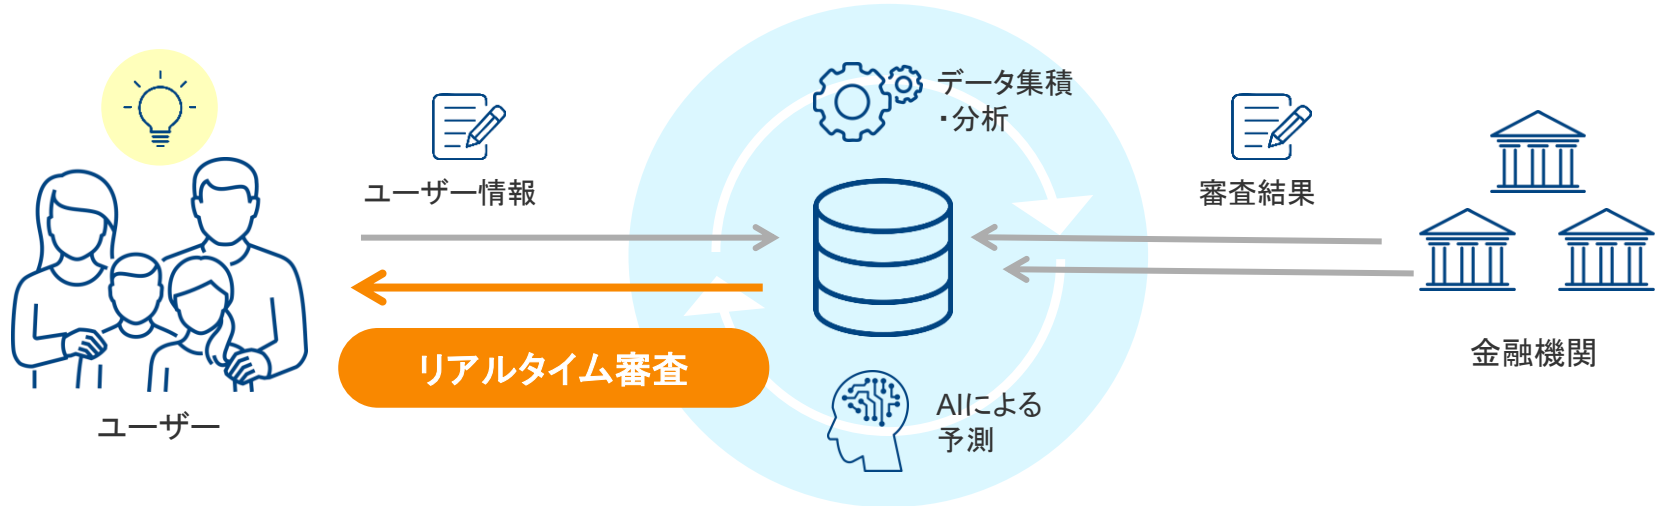 データ集積
・分析
ユーザー情報
審査結果
リアルタイム審査
金融機関
AIによる
予測
ユーザー